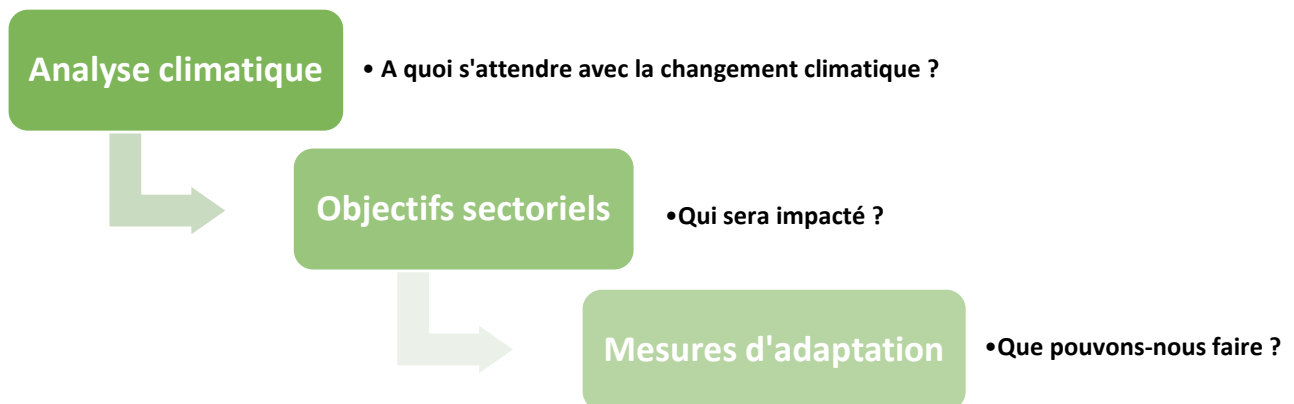 Analyse climatique
• A quoi s'attendre avec la changement climatique ?
Objectifs sectoriels
•Qui sera impacté ?
Mesures d'adaptation
•Que pouvons-nous faire ?